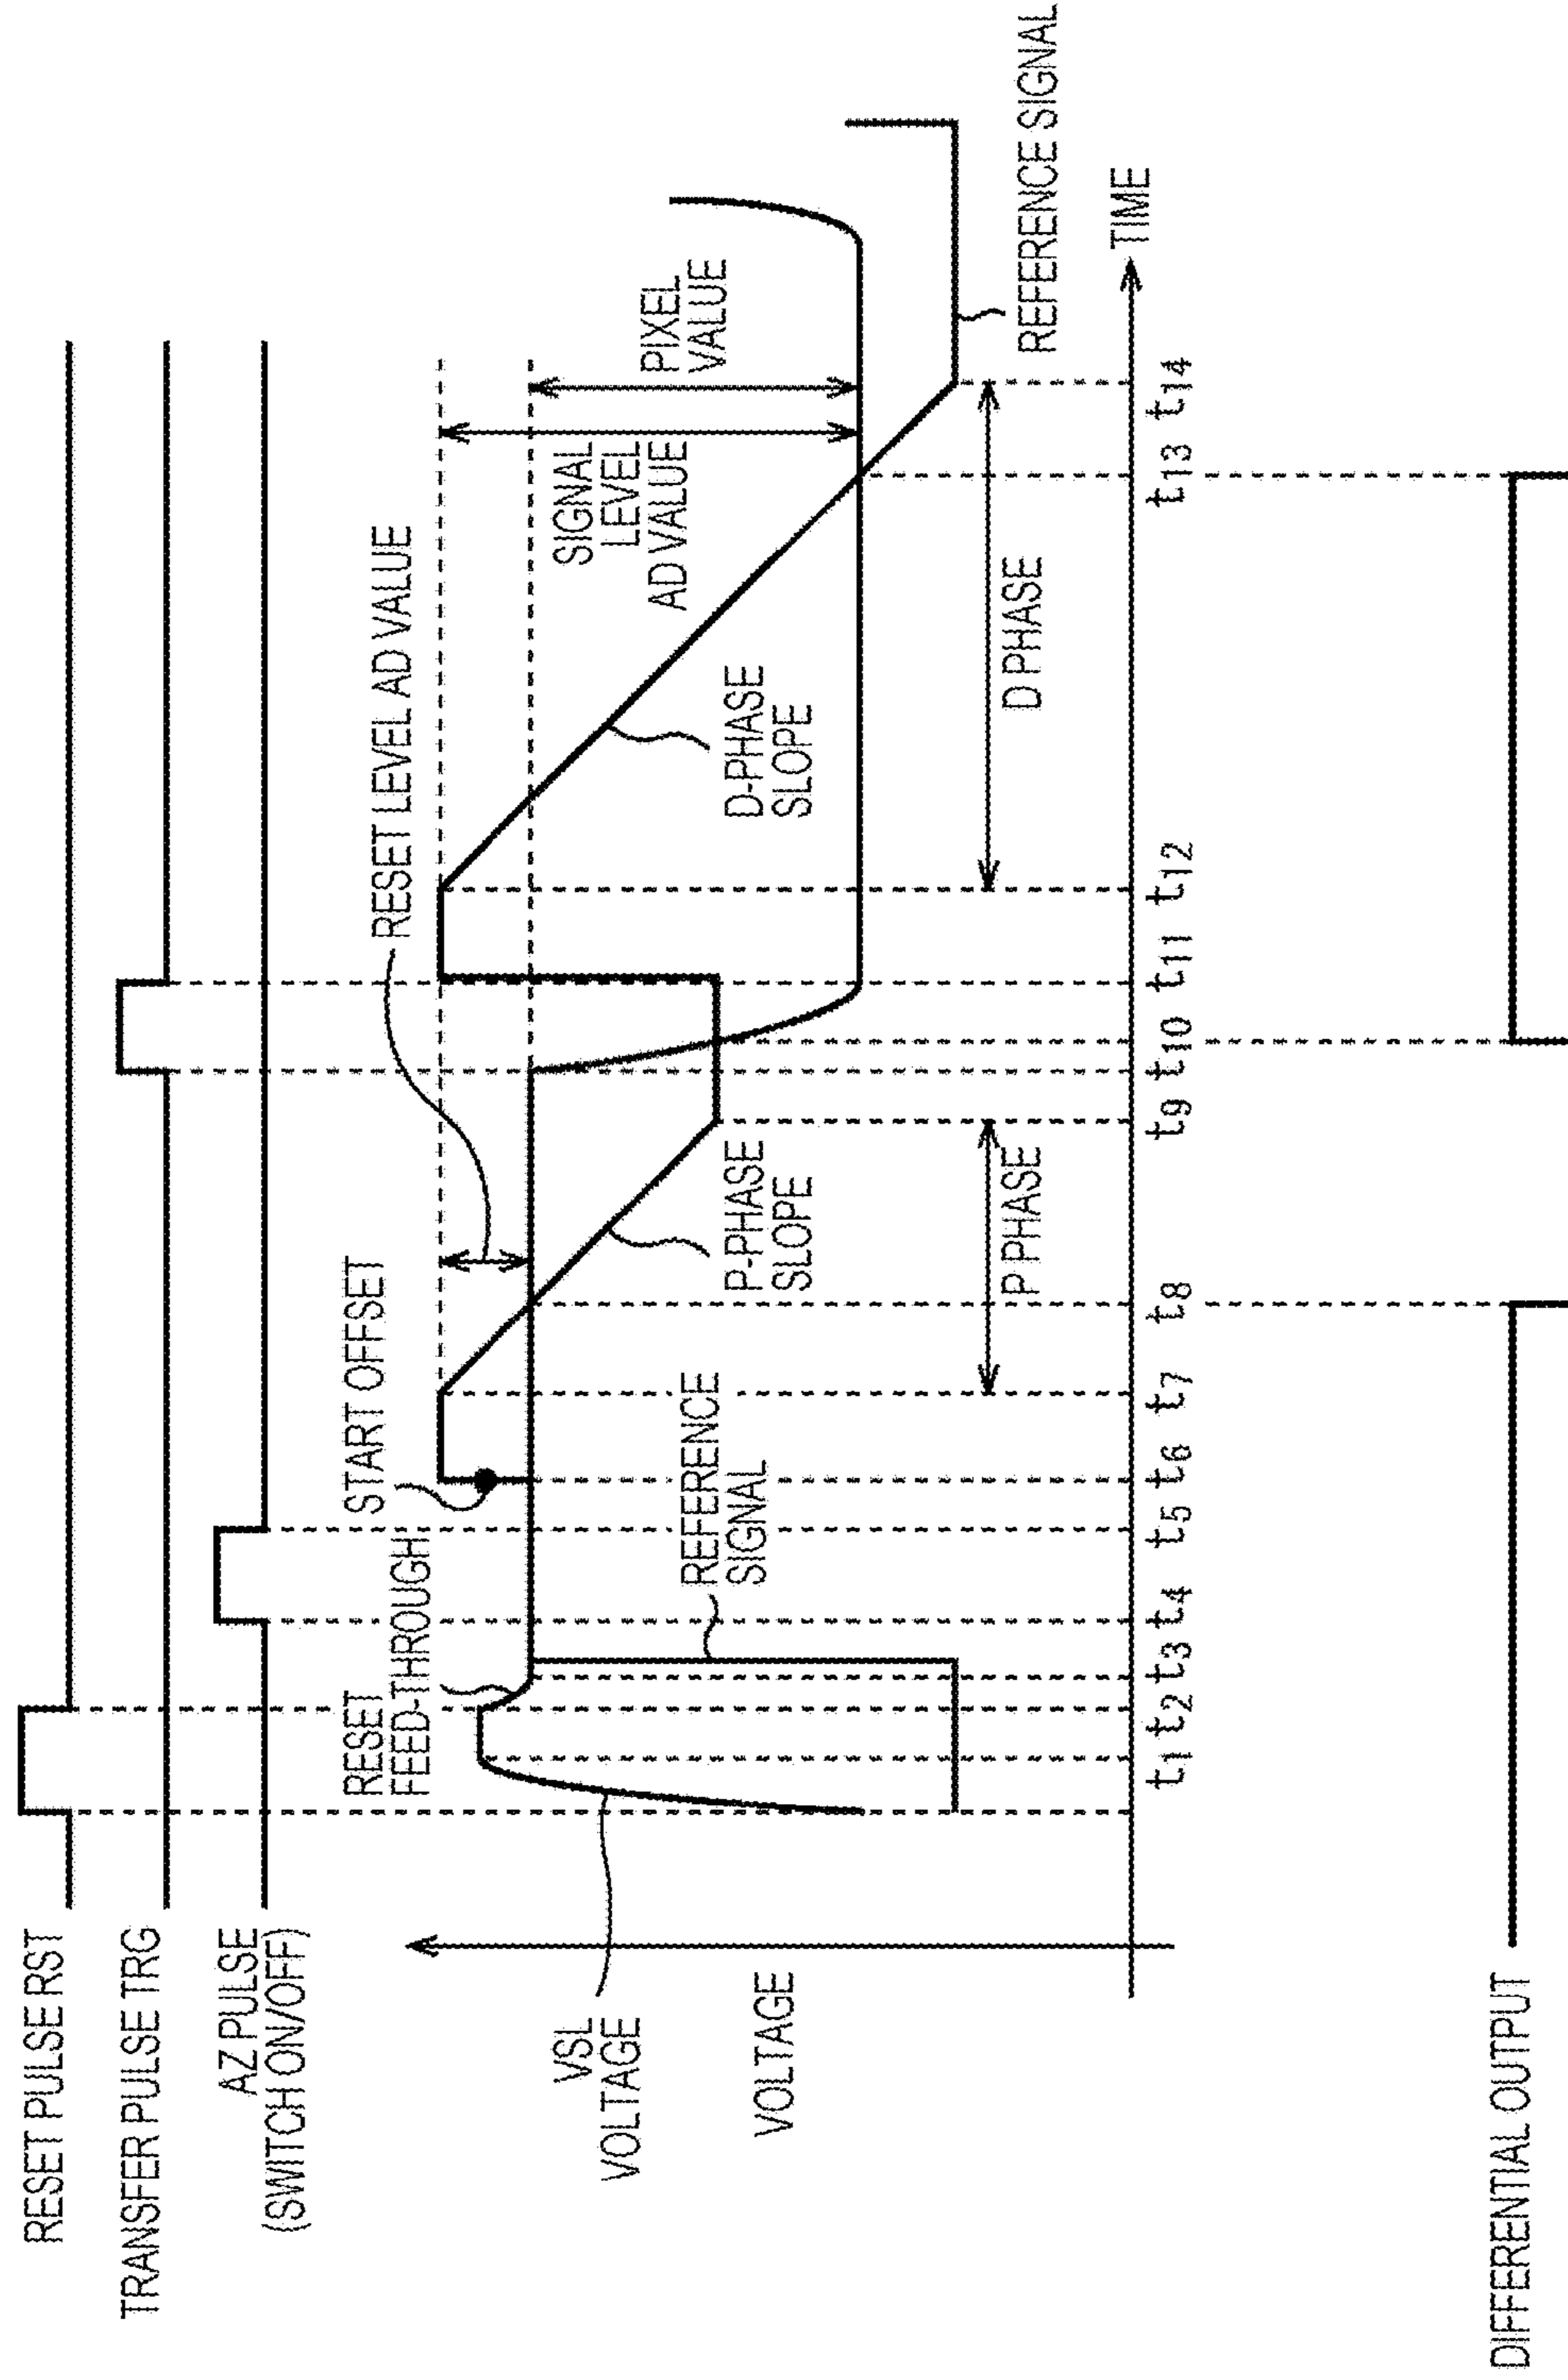 RESET PULSE RST
TRANSFER PULSE TRG
AZ PULSE
(SWITCH ON/OFF)
RESET
FEED-THROUGH
START OFFSET
RESET LEVEL AD VALUE
VSL
VOLTAGE
VOLTAGE
REFERENCE
SIGNAL
P-PHASE
SLOPE
D-PHASE
SLOPE
SIGNAL
LEVEL
AD VALUE
PIXEL
VALUE
P PHASE
D PHASE
REFERENCE SIGNAL
t1 t2 t3 t4 t5 t6 t7 t8 t9 t10 t11 t12 t13 t14
TIME
DIFFERENTIAL OUTPUT